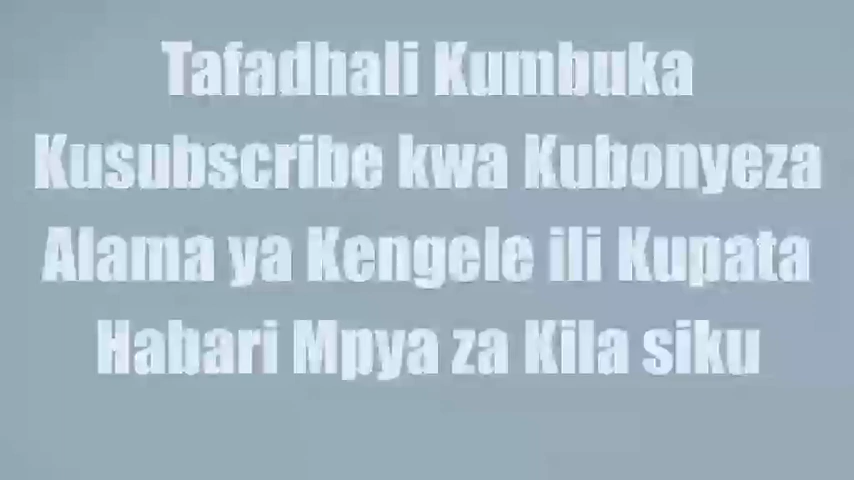 Tafadhali Kumbuka
Kusubscribe kwa Kubonyeza
Alama ya Kengele ili Kupata
Habari Mpya za Kila siku